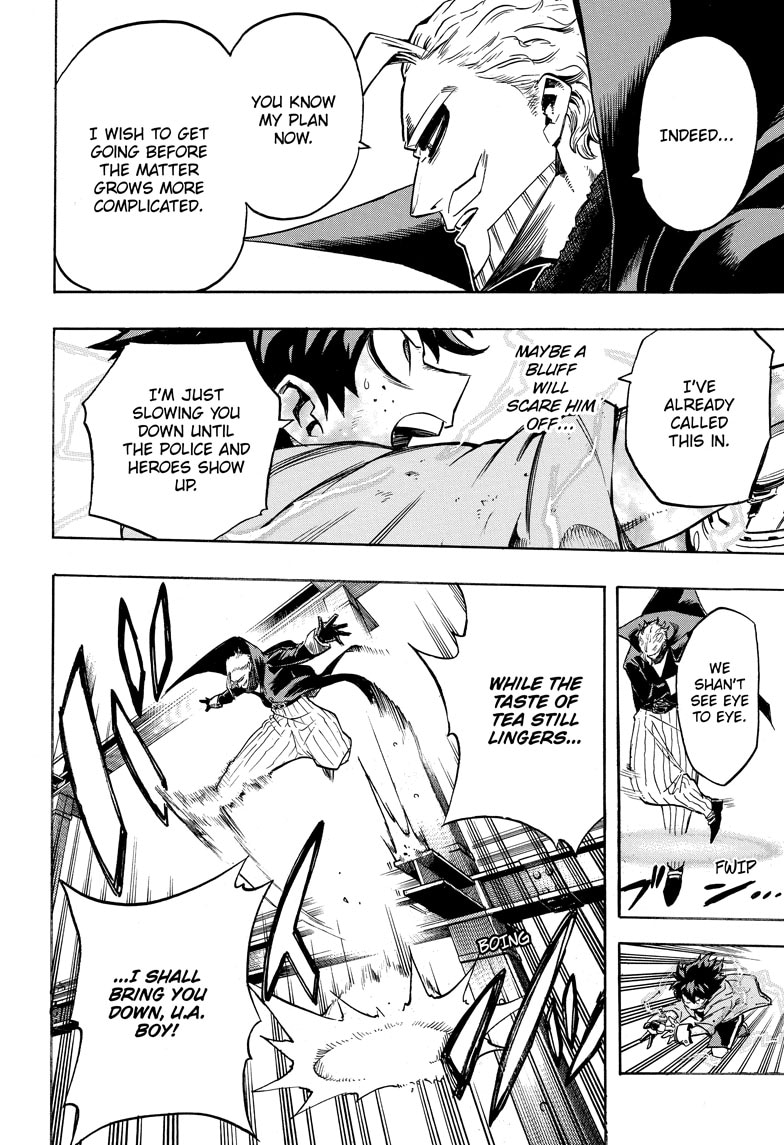 INDEED...
YOU KNOW
MY PLAN
NOW.
I WISH TO GET
GOING BEFORE
THE MATTER
GROWS MORE
COMPLICATED.
I'VE
ALREADY
CALLED
THIS IN.
MAYBE A
BLUFF
WILL
SCARE HIM
OFF...
I'M JUST
SLOWING YOU
DOWN UNTIL
THE POLICE AND
HEROES SHOW
UP.
WE
SHAN'T
SEE EYE
TO EYE.
FWIP
WHILE THE
TASTE OF
TEA STILL
LINGERS...
BOING
...I SHALL
BRING YOU
DOWN, U.A.
BOY!